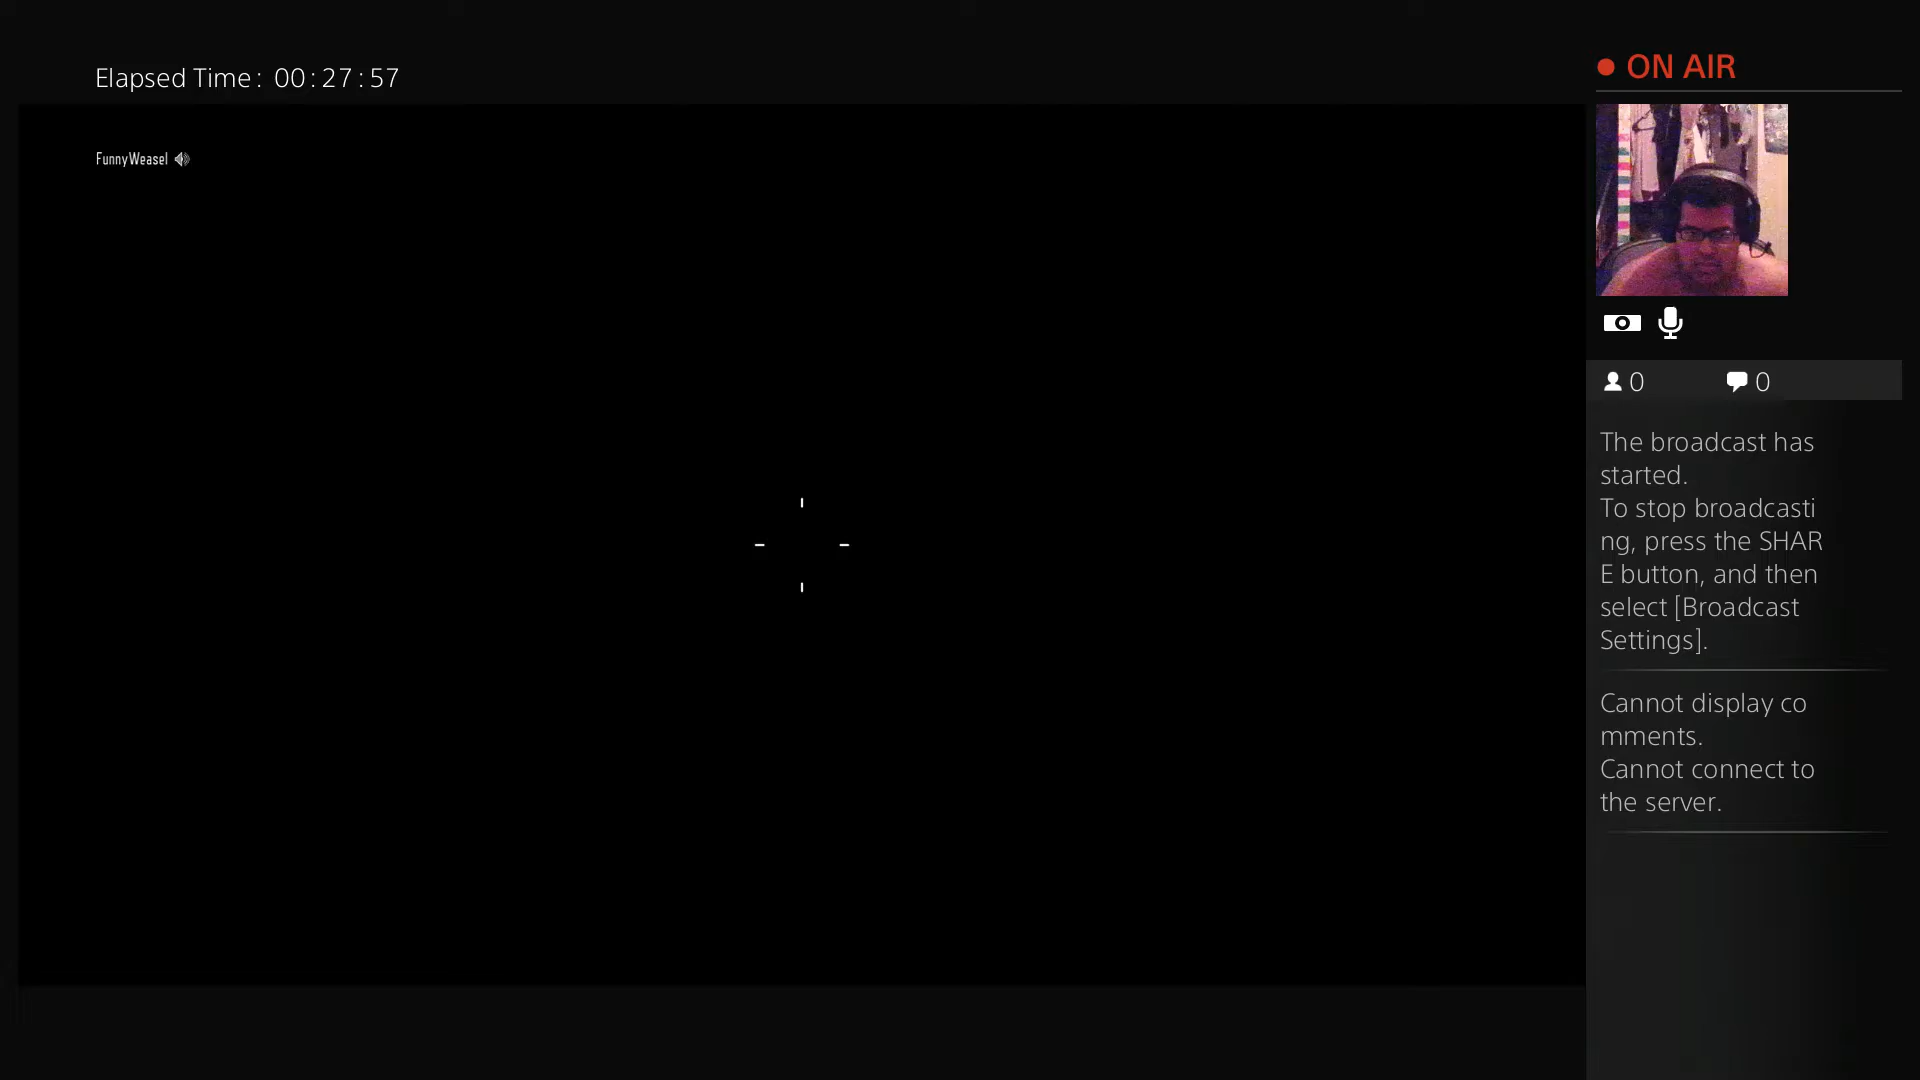 Elapsed Time: 00:27:57
FunnyWeasel
ON AIR
0
0
The broadcast has
started.
To stop broadcasti
ng, press the SHAR
E button, and then
select [Broadcast
Settings].
Cannot display co
mments.
Cannot connect to
the server.